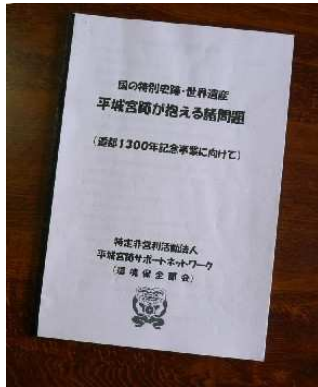 国の特別史跡・世界遺産
平城宮跡が抱える諸問題
(遷都1300年記念事業に向けて)
特定非営利活動法人
平城宮跡サポートネットワーク
(環境保全部会)